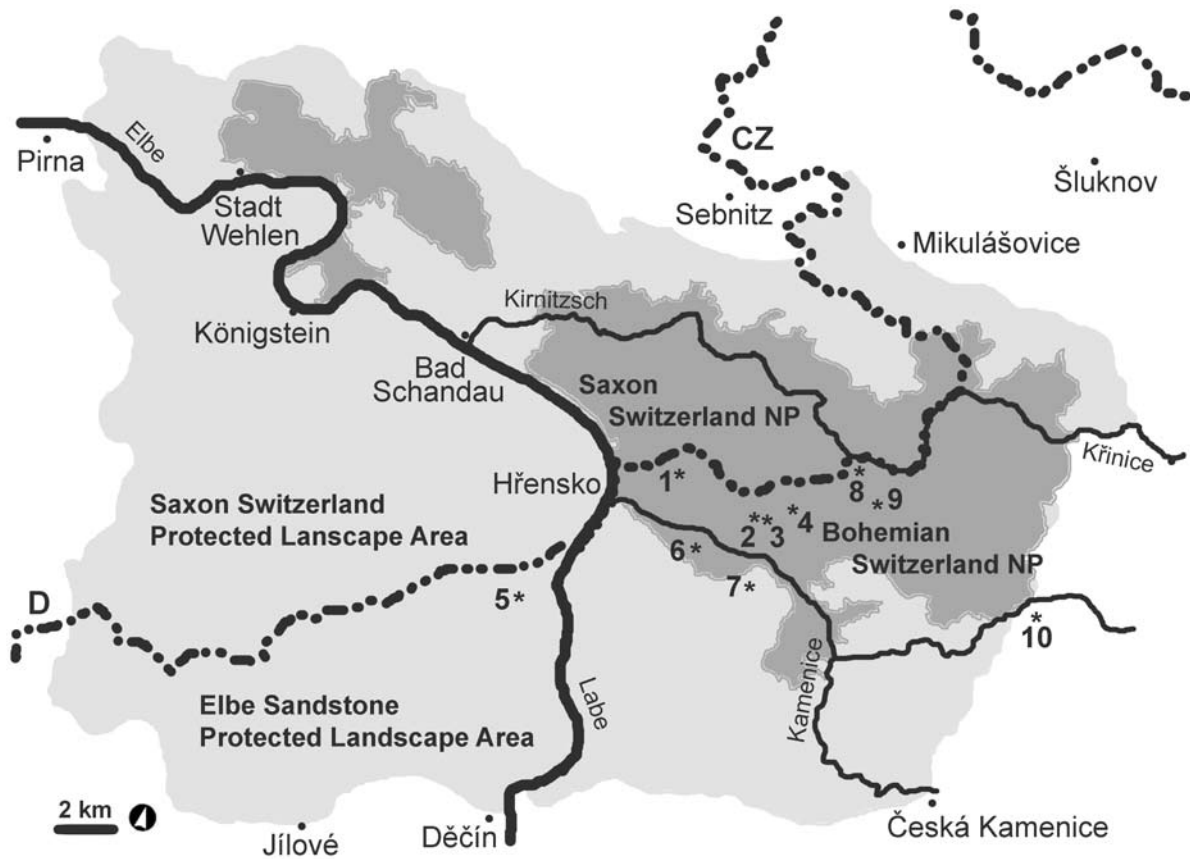 CZ
Elbe
Pirna
Šluknov
Sebnitz
Stadt
Wehlen
Mikulášovice
Kirnitzsch
Königstein
Bad
Schandau
Saxon
Switzerland NP
Křinice
Hřensko
1*
8
*
9
*
Saxon Switzerland
Protected Lanscape Area
2
*
*
3
*
4
Bohemian
Switzerland NP
6
*
7*
5*
D
*
10
Kamenice
Labe
Elbe Sandstone
Protected Landscape Area
2 km
Jílové
Děčín
Česká Kamenice